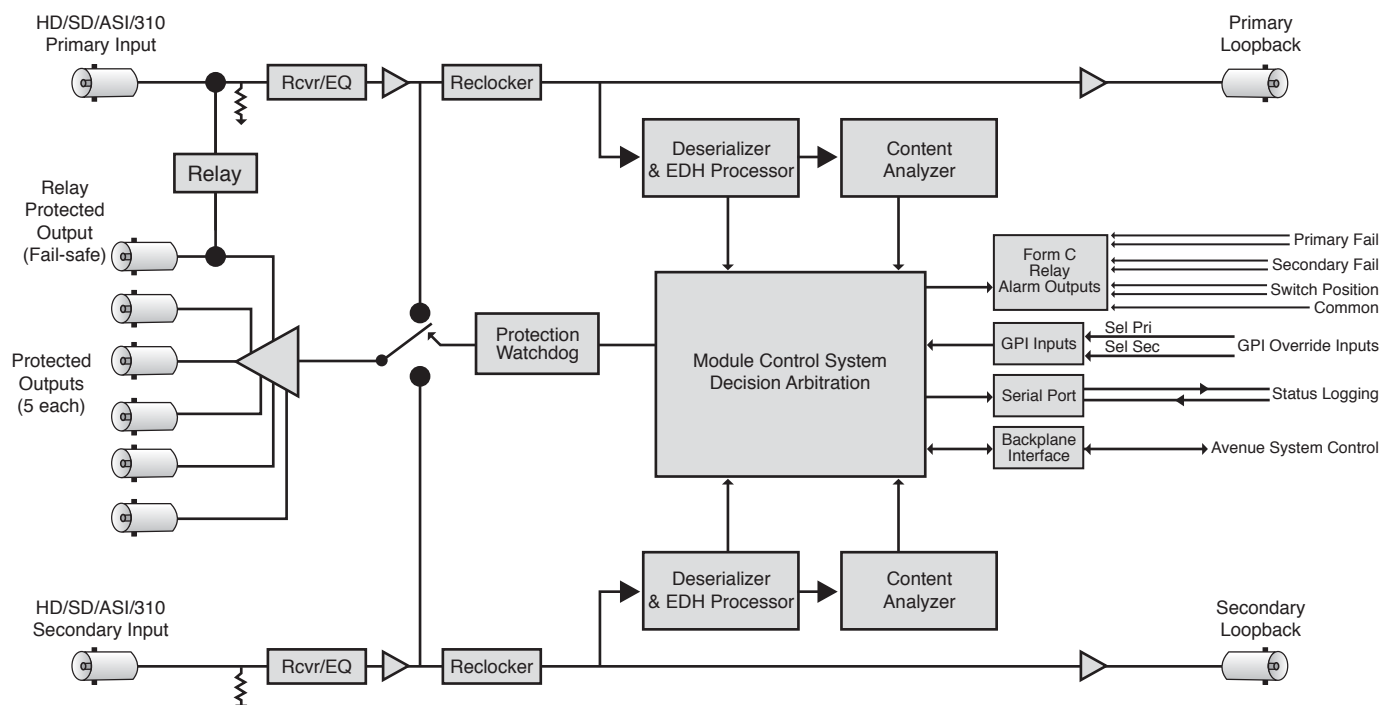 HD/SD/ASI/310
Primary Input
Primary
Loopback
Rcvr/EQ
Reclocker
Deserializer
& EDH Processor
Content
Analyzer
Relay
Relay
Protected
Output
(Fail-safe)
Form C
Relay
Alarm Outputs
Primary Fail
Secondary Fail
Switch Position
Common
Protection
Watchdog
Module Control System
Decision Arbitration
GPI Inputs
Sel Pri
Sel Sec
GPI Override Inputs
Protected
Outputs
(5 each)
Serial Port
Status Logging
Backplane
Interface
Avenue System Control
Deserializer
& EDH Processor
Content
Analyzer
HD/SD/ASI/310
Secondary Input
Secondary
Loopback
Rcvr/EQ
Reclocker